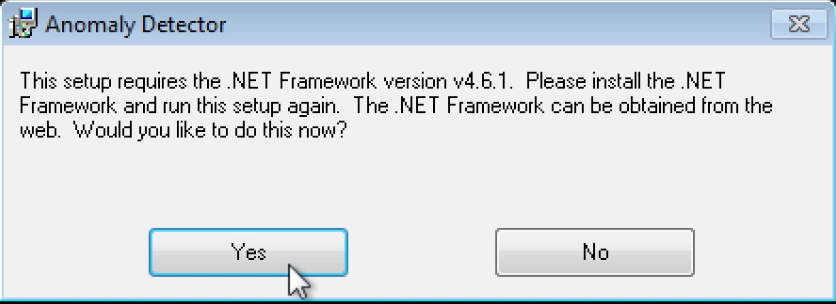 Anomaly Detector
This setup requires the .NET Framework version v4.6.1.  Please install the .NET
Framework and run this setup again.  The .NET Framework can be obtained from the
web.  Would you like to do this now?
Yes
No